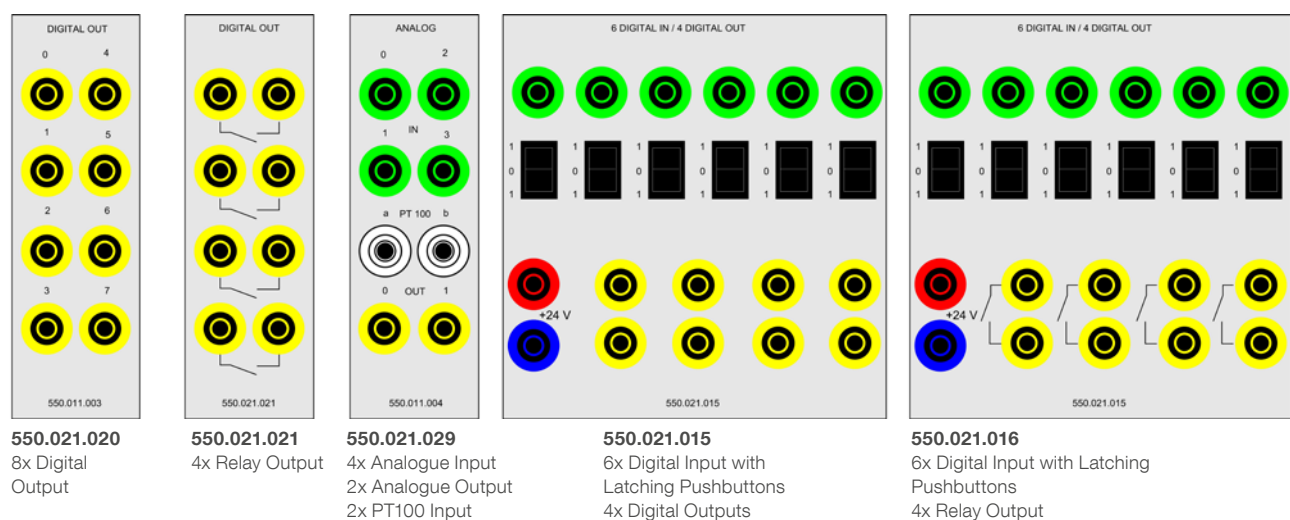 DIGITAL OUT
0 4
1 5
2 6
3 7
550.011.003
550.021.020
8x Digital
Output
DIGITAL OUT
550.021.021
550.021.021
4x Relay Output
ANALOG
0 2
1 IN 3
a PT 100 b
0 OUT 1
550.011.004
550.021.029
4x Analogue Input
2x Analogue Output
2x PT100 Input
6 DIGITAL IN / 4 DIGITAL OUT
1 1 1 1 1 1
0 0 0 0 0 0
1 1 1 1 1 1
+24 V
550.021.015
550.021.015
6x Digital Input with
Latching Pushbuttons
4x Digital Outputs
6 DIGITAL IN / 4 DIGITAL OUT
1 1 1 1 1 1
0 0 0 0 0 0
1 1 1 1 1 1
+24 V
550.021.015
550.021.016
6x Digital Input with Latching
Pushbuttons
4x Relay Output